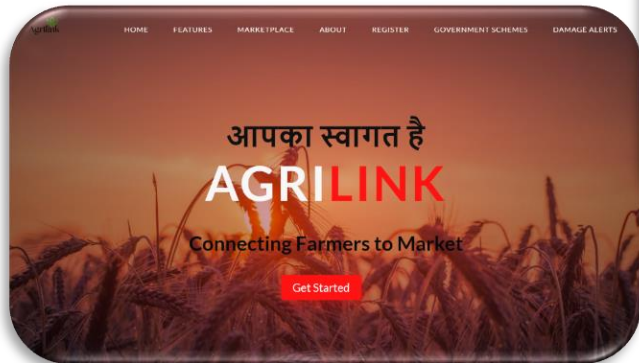 Agrilink
HOME FEATURES MARKETPLACE ABOUT REGISTER GOVERNMENT SCHEMES DAMAGE ALERTS
आपका स्वागत है
AGRILINK
Connecting Farmers to Market
Get Started